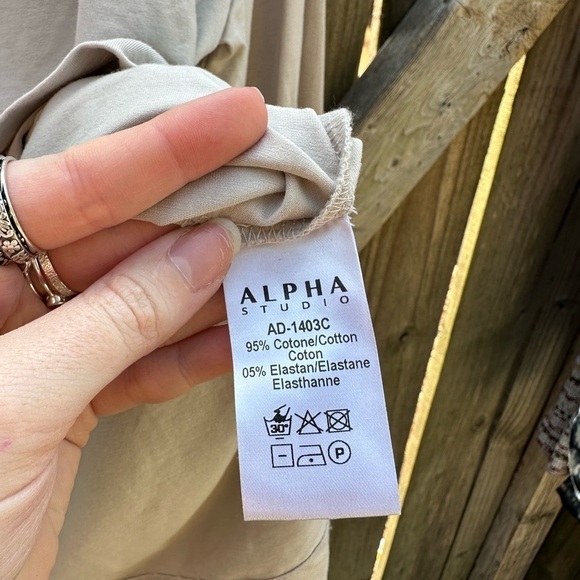 ALPHA
STUDIO
AD-1403C
95% Cotone/Cotton
Coton
05% Elastan/Elastane
Elasthanne
30°
P